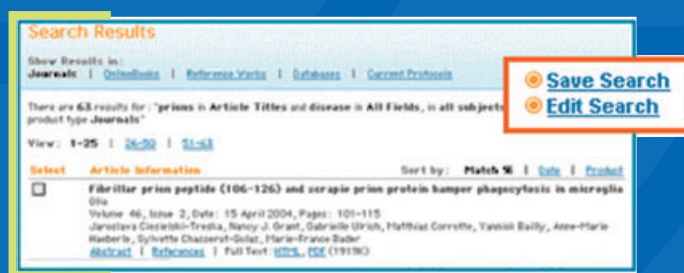 Search Results
Show Results in:
Journals | OnlineBooks | Reference Works | Databases | Current Protocols
Save Search
Edit Search
There are 63 results for: "prions in Article Titles and disease in All Fields, in all subjects
product type Journals"
View: 1-25 | 26-50 | 51-63
Select Article Information Sort by: Match % | Date | Product
Fibrillar prion peptide (106-126) and scrapie prion protein hamper phagocytosis in microglia
Glia
Volume 46, Issue 2, Date: 15 April 2004, Pages: 101-115
Jaroslava Ciesielski-Treska, Nancy J. Grant, Gabrielle Ulrich, Matthias Corrotte, Yannick Bailly, Anne-Marie
Haeberle, Sylvette Chasserot-Golaz, Marie-France Bader
Abstract | References | Full Text: HTML, PDF (1919K)